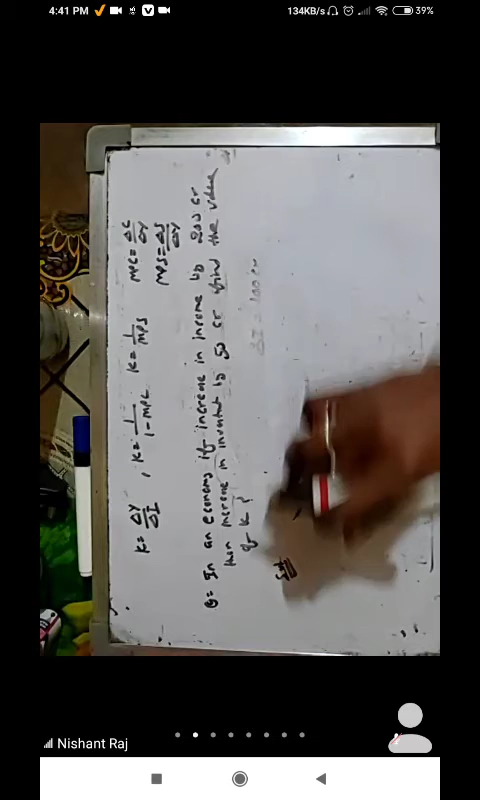 4:41 PM
134KB/s
39%
K = ΔY/ΔI , K = 1/1-MPC K = 1/MPS MPC = ΔC/ΔY
MPS = ΔS/ΔY
Q= In an economy if increase in income by 200 cr
then increase in by 50 cr find the value
of K?
Nishant Raj